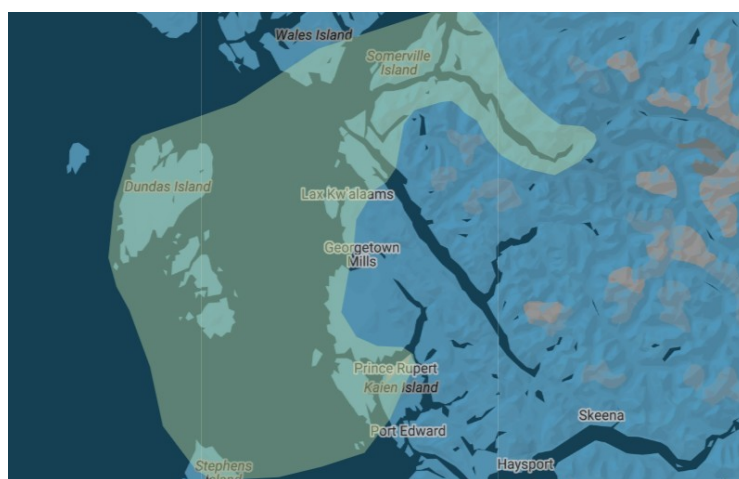 Wales Island
Somerville
Island
Dundas Island
Lax Kw'alaams
Georgetown
Mills
Prince Rupert
Kaien Island
Skeena
Port Edward
Stephens
Island
Haysport